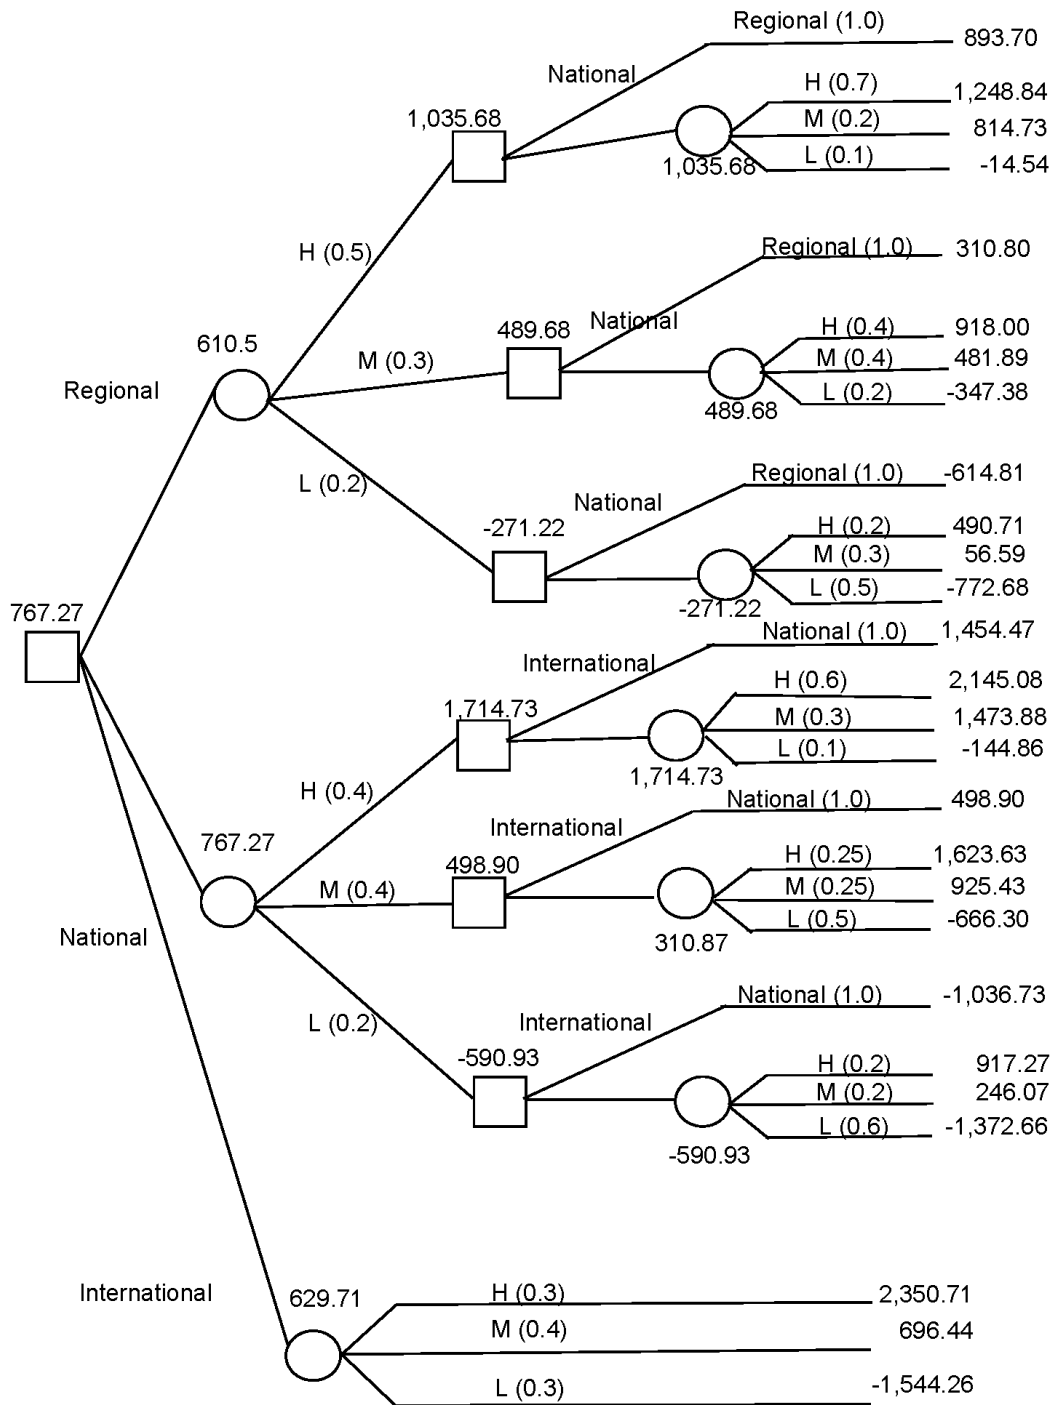 Regional (1.0)
893.70
National
H (0.7)
1,248.84
1,035.68
M (0.2)
814.73
1,035.68
L (0.1)
-14.54
H (0.5)
Regional (1.0)
310.80
National
610.5
489.68
H (0.4)
918.00
M (0.3)
M (0.4)
481.89
Regional
489.68
L (0.2)
-347.38
L (0.2)
Regional (1.0)
-614.81
National
-271.22
H (0.2)
490.71
M (0.3)
56.59
-271.22
L (0.5)
-772.68
767.27
National (1.0)
1,454.47
International
H (0.6)
2,145.08
1,714.73
M (0.3)
1,473.88
L (0.1)
-144.86
1,714.73
H (0.4)
National (1.0)
498.90
International
767.27
498.90
H (0.25)
1,623.63
M (0.4)
M (0.25)
925.43
L (0.5)
-666.30
310.87
National
L (0.2)
National (1.0)
-1,036.73
International
-590.93
H (0.2)
917.27
M (0.2)
246.07
L (0.6)
-1,372.66
-590.93
International
629.71
H (0.3)
2,350.71
M (0.4)
696.44
L (0.3)
-1,544.26